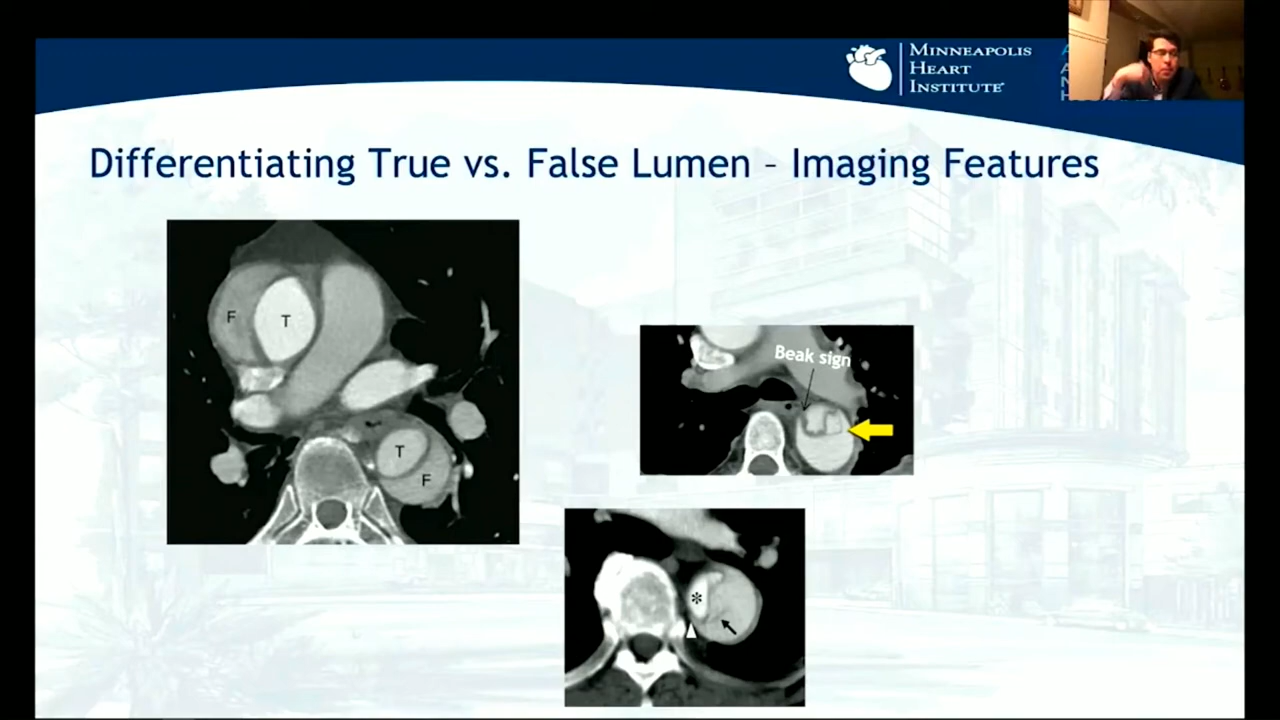 MINNEAPOLIS
HEART
INSTITUTE
Differentiating True vs. False Lumen – Imaging Features
F
T
T
F
Beak sign
*